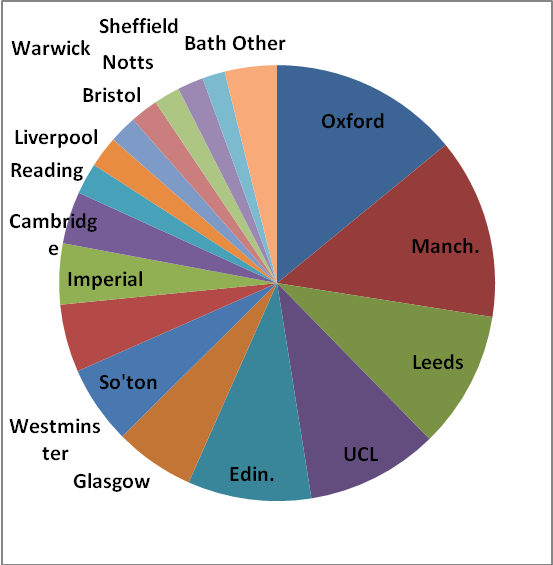 Sheffield
Bath Other
Warwick
Notts
Bristol
Oxford
Liverpool
Reading
Cambridg
e
Manch.
Imperial
Leeds
So'ton
Westmins
ter
UCL
Edin.
Glasgow